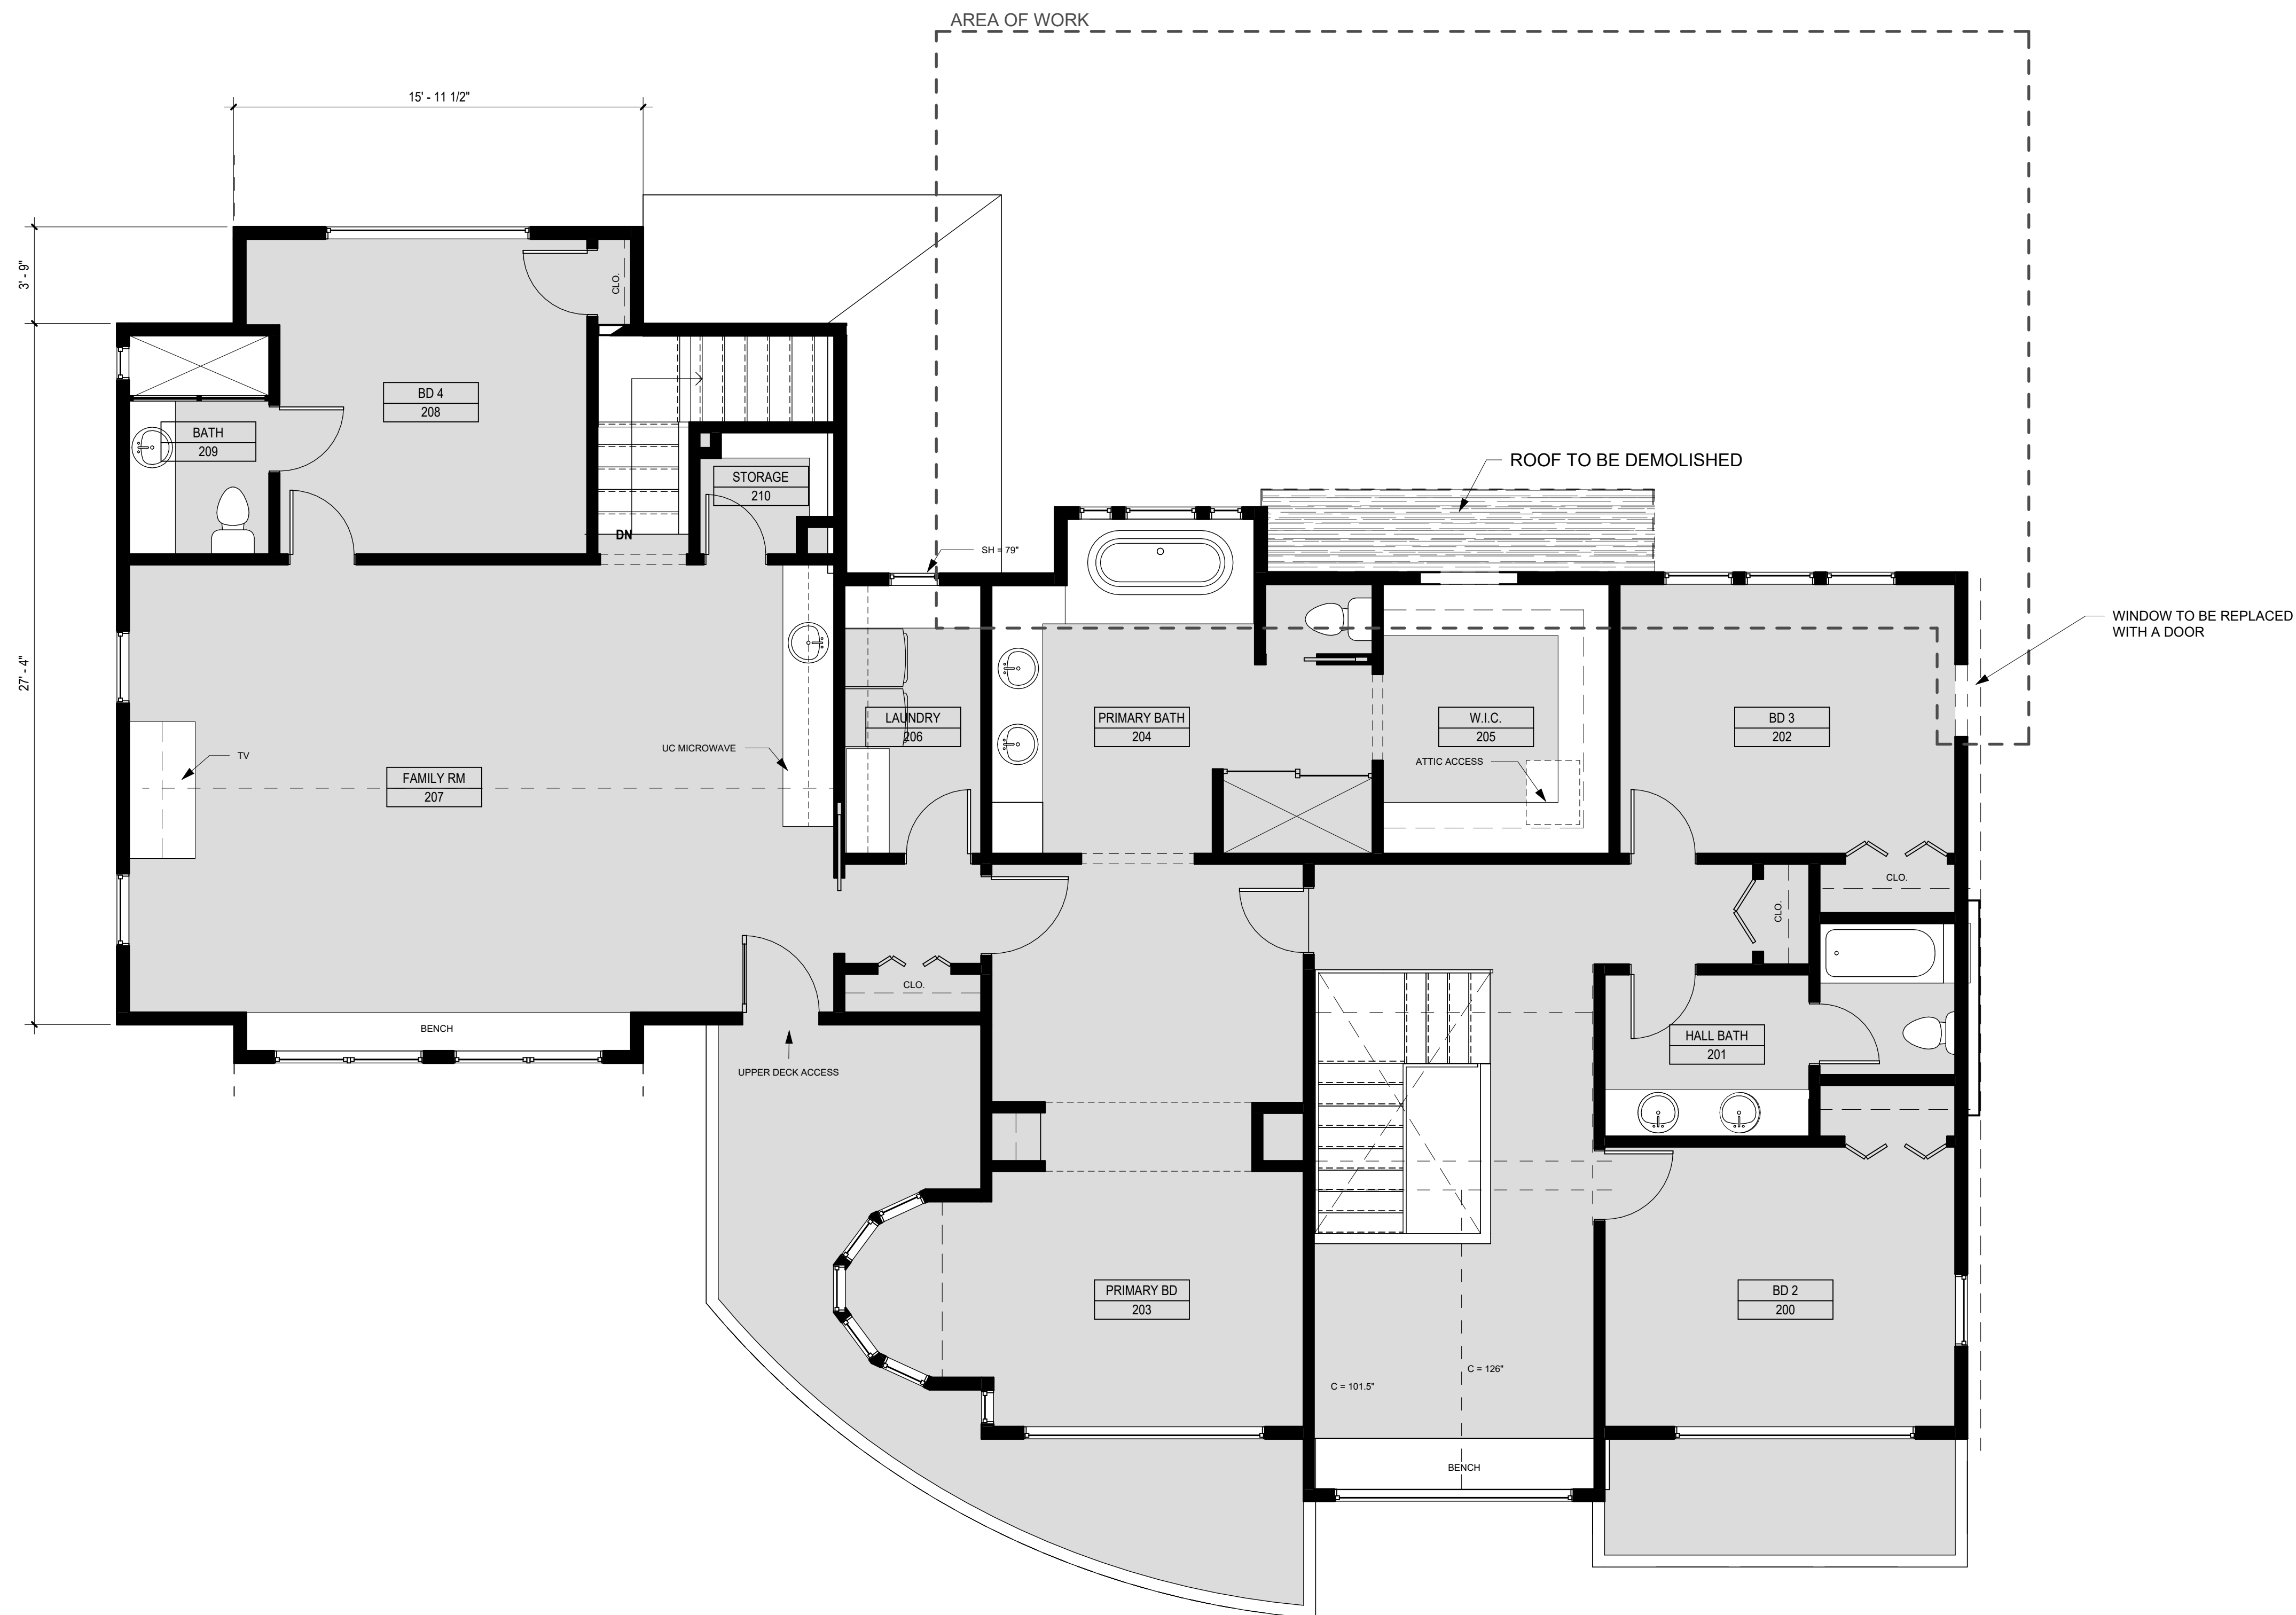 AREA OF WORK
15' - 11 1/2"
3' - 9"
27' - 4"
CLO.
BD 4
208
BATH
209
STORAGE
210
DN
ROOF TO BE DEMOLISHED
SH = 79"
WINDOW TO BE REPLACED
WITH A DOOR
LAUNDRY
206
PRIMARY BATH
204
W.I.C.
205
BD 3
202
UC MICROWAVE
TV
ATTIC ACCESS
FAMILY RM
207
CLO.
CLO.
CLO.
BENCH
HALL BATH
201
UPPER DECK ACCESS
PRIMARY BD
203
BD 2
200
C = 126"
C = 101.5"
BENCH